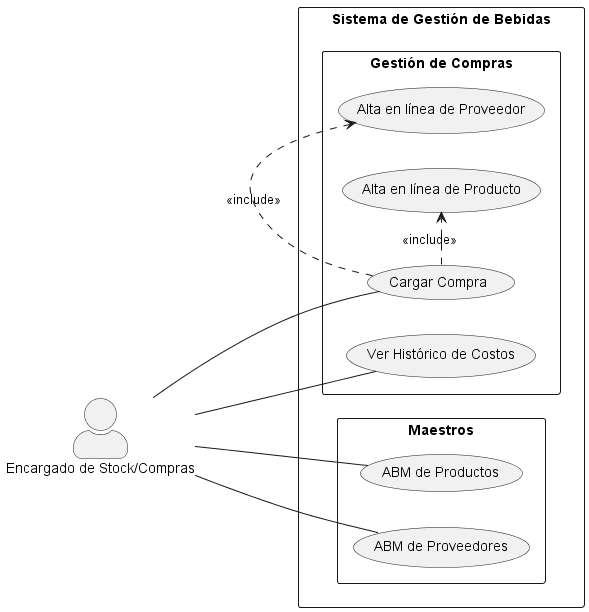 Sistema de Gestión de Bebidas
Gestión de Compras
Alta en línea de Proveedor
Alta en línea de Producto
«include»
«include»
Cargar Compra
Ver Histórico de Costos
Maestros
ABM de Productos
ABM de Proveedores
Encargado de Stock/Compras